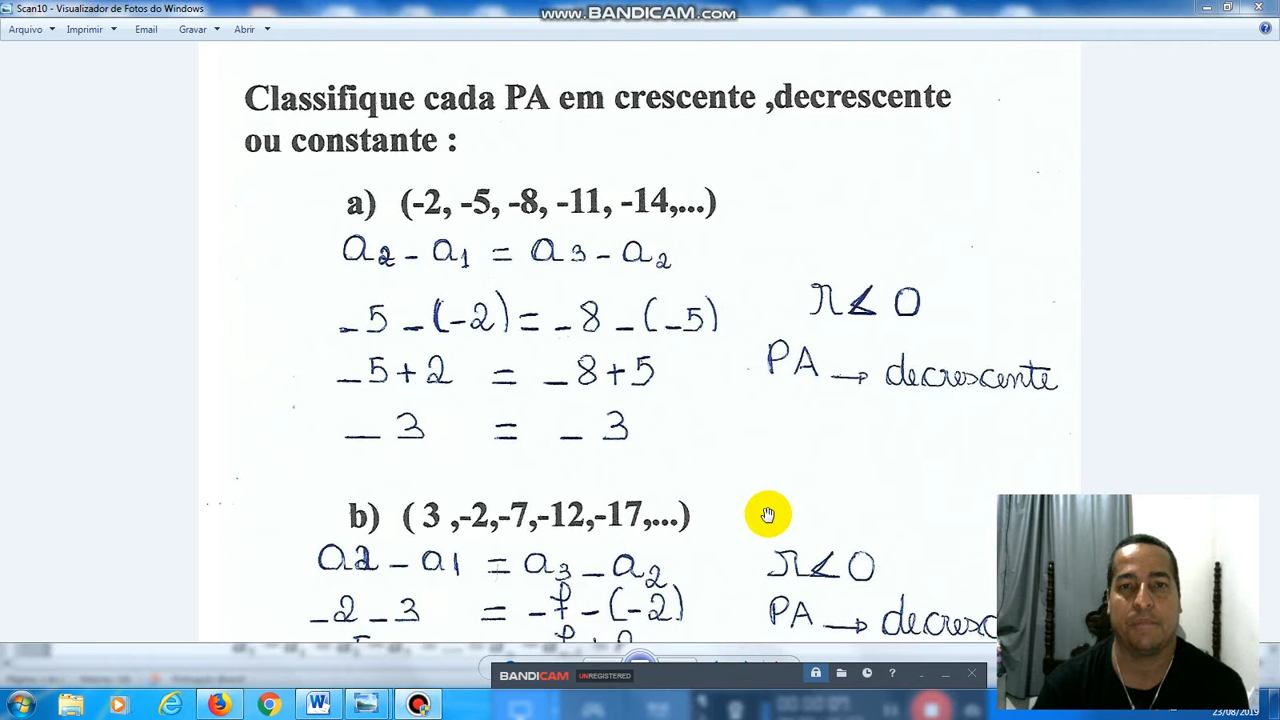 Scan10 - Visualizador de Fotos do Windows
www.BANDICAM.com
Arquivo Imprimir Email Gravar Abrir
Classifique cada PA em crescente ,decrescente
ou constante :
a) (-2, -5, -8, -11, -14,...)
a2 - a1 = a3 - a2
-5 - (-2) = -8 - (-5)
r < 0
-5+2 = -8+5
PA → decrescente
-3 = -3
b) ( 3 ,-2,-7,-12,-17,...)
a2 - a1 = a3 - a2
r < 0
-2 - 3 = -7 - (-2)
PA →
BANDICAM UNREGISTERED
23/08/2019